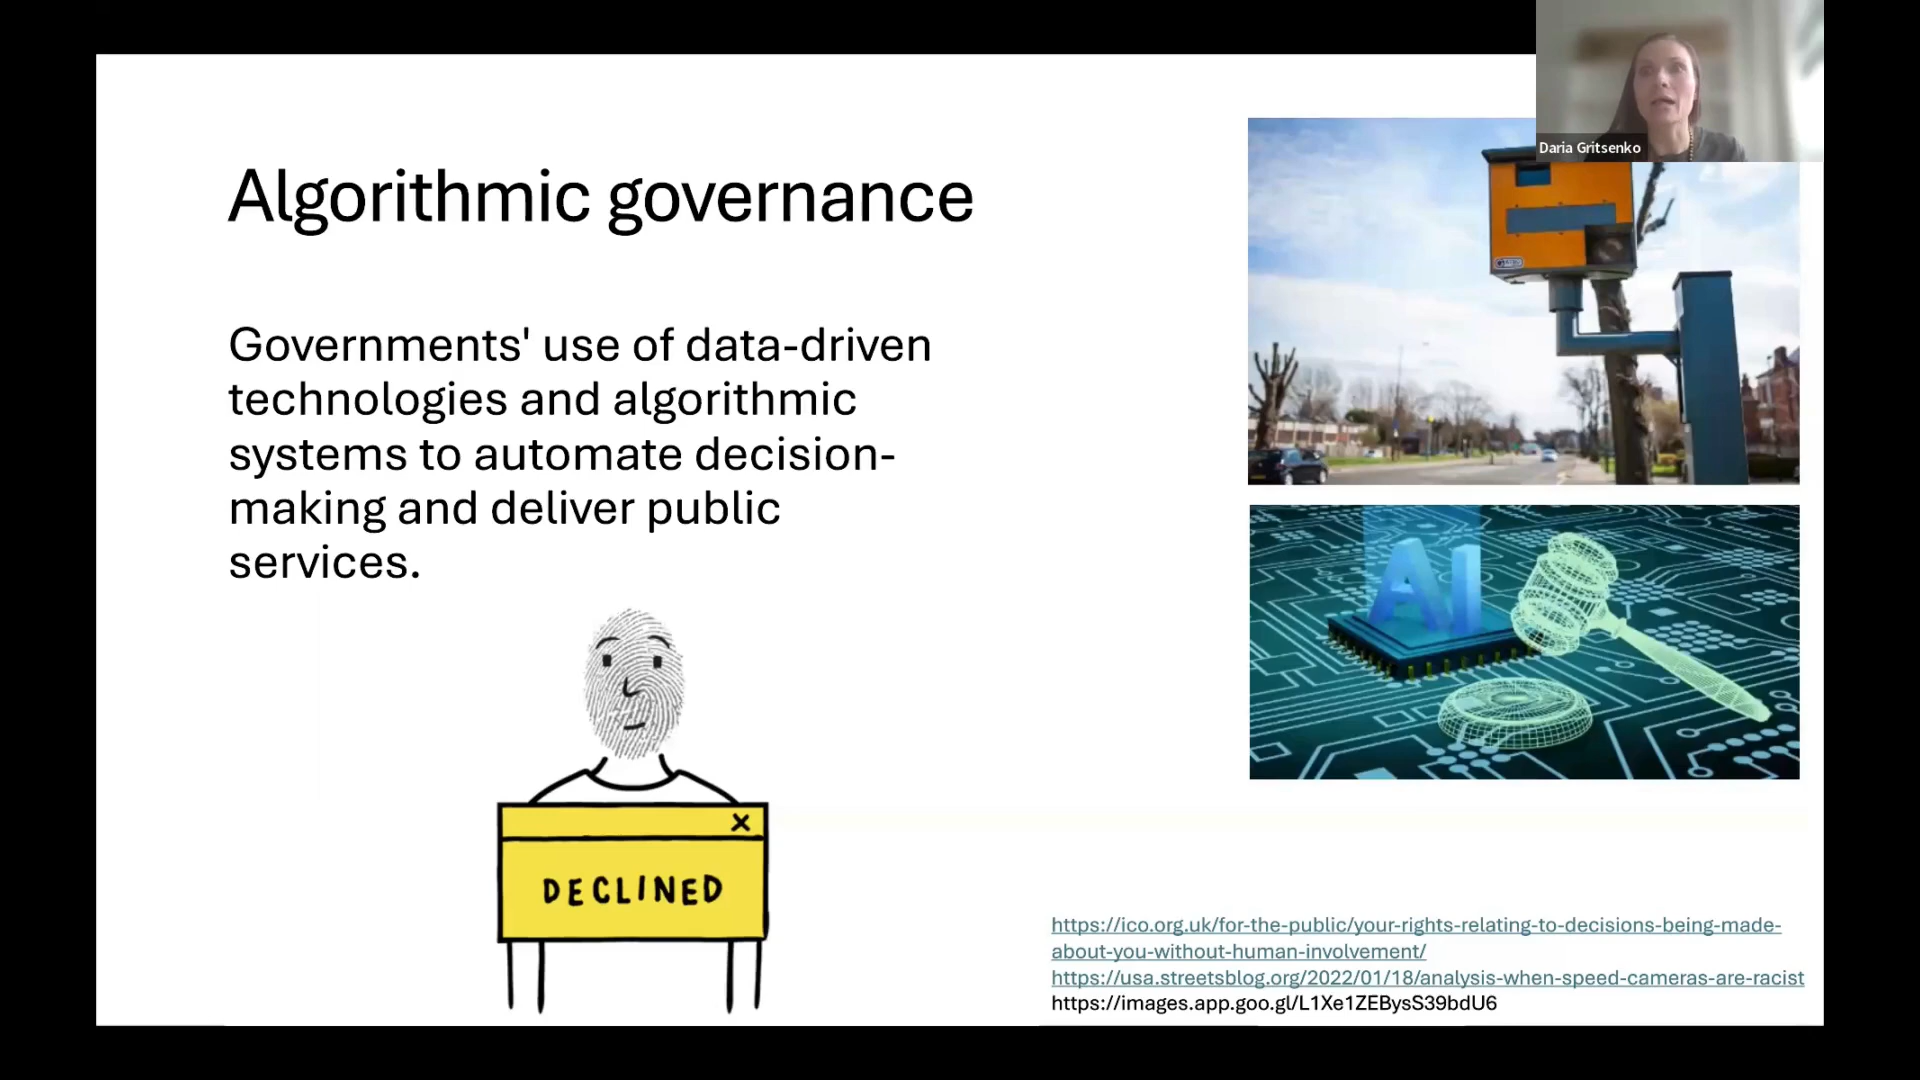 Daria Gritsenko
Algorithmic governance
Governments' use of data-driven
technologies and algorithmic
systems to automate decision-
making and deliver public
services.
AI
X
DECLINED
https://ico.org.uk/for-the-public/your-rights-relating-to-decisions-being-made-
about-you-without-human-involvement/
https://usa.streetsblog.org/2022/01/18/analysis-when-speed-cameras-are-racist
https://images.app.goo.gl/L1Xe1ZEBysS39bdU6